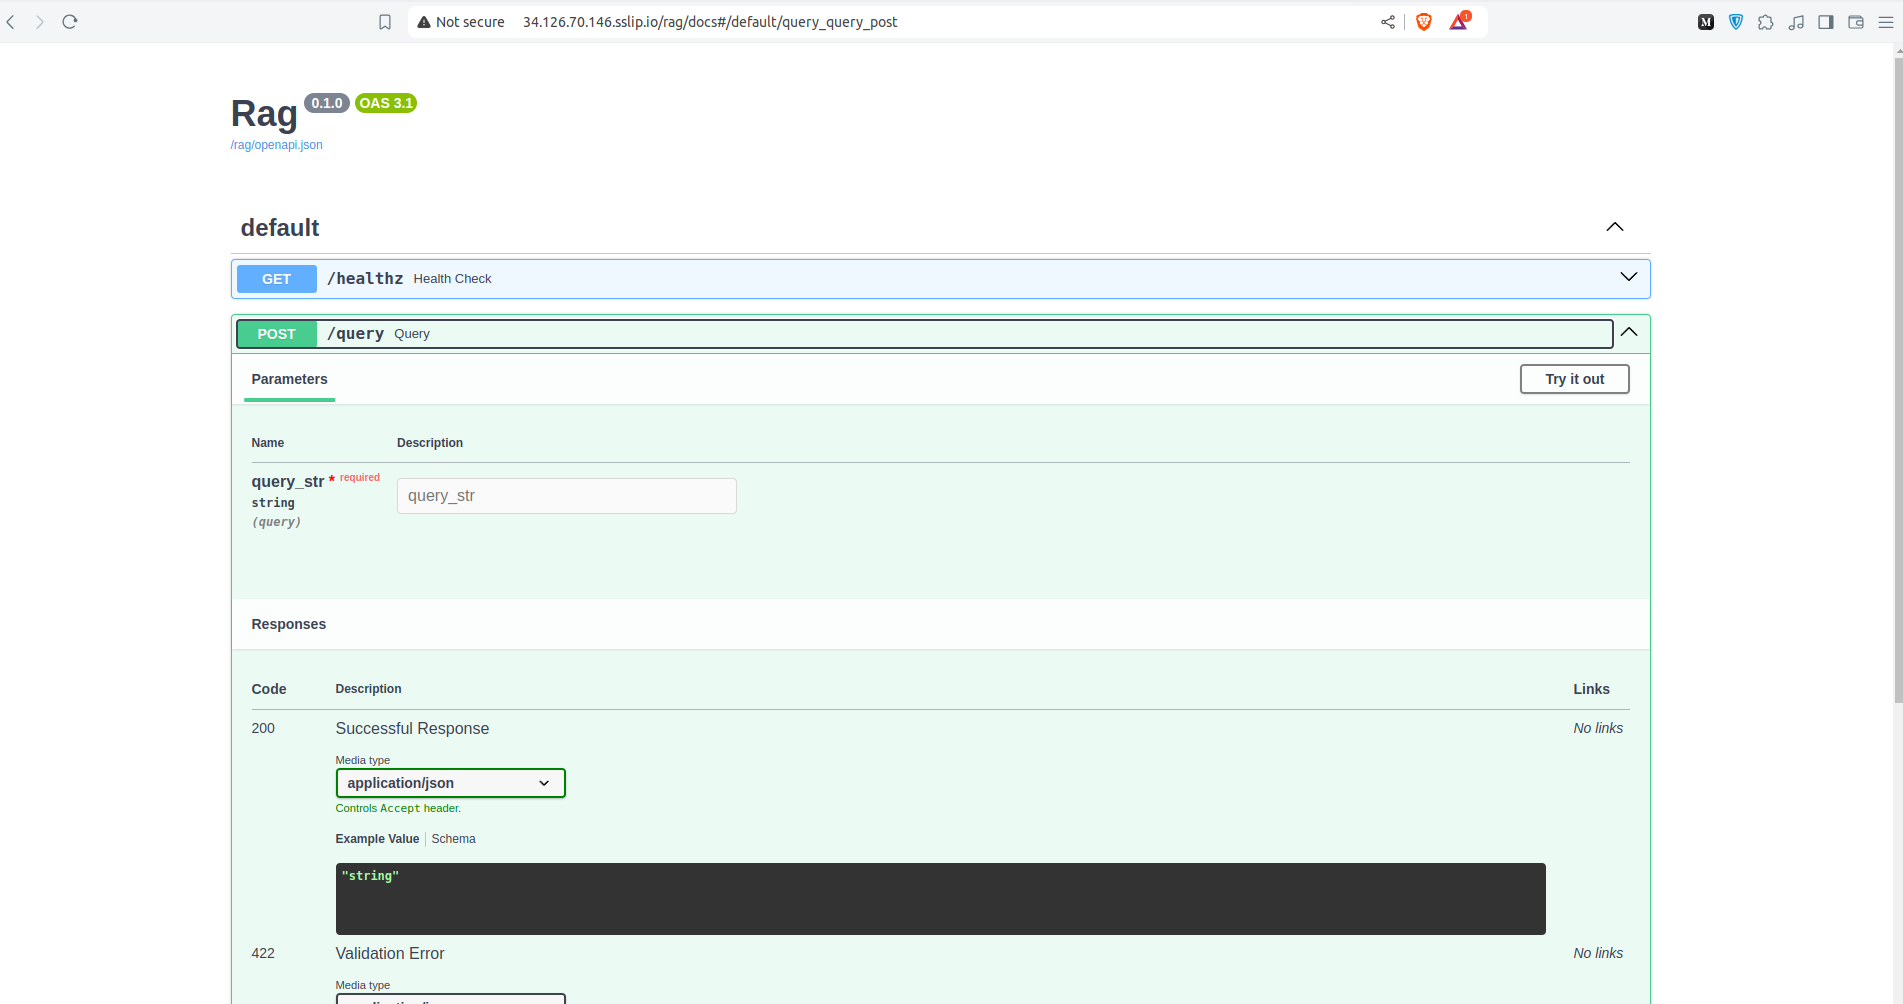 Not secure 34.126.70.146.sslip.io/rag/docs#/default/query_query_post
1
M
Rag 0.1.0 OAS 3.1
/rag/openapi.json
default
GET /healthz Health Check
POST /query Query
Parameters
Try it out
Name Description
query_str * required
string
(query)
query_str
Responses
Code Description Links
200 Successful Response No links
Media type
application/json
Controls Accept header.
Example Value Schema
"string"
422 Validation Error No links
Media type